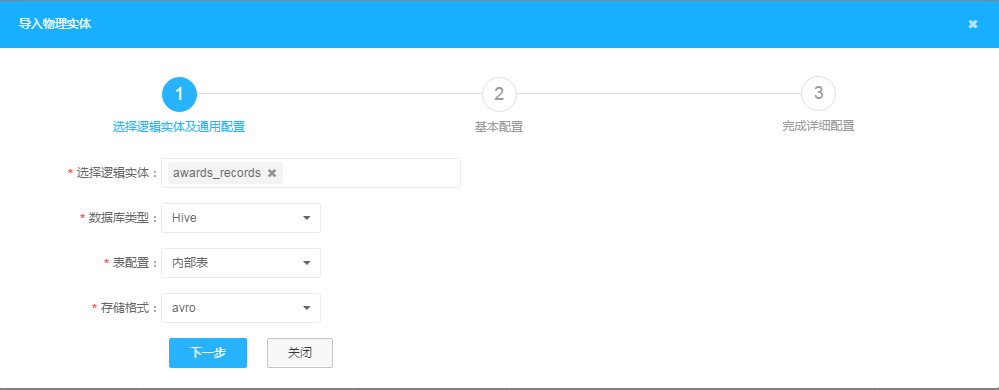 导入物理实体 ×
1 2 3
选择逻辑实体及通用配置 基本配置 完成详细配置
* 选择逻辑实体： awards_records ×
* 数据库类型： Hive
* 表配置： 内部表
* 存储格式： avro
下一步 关闭